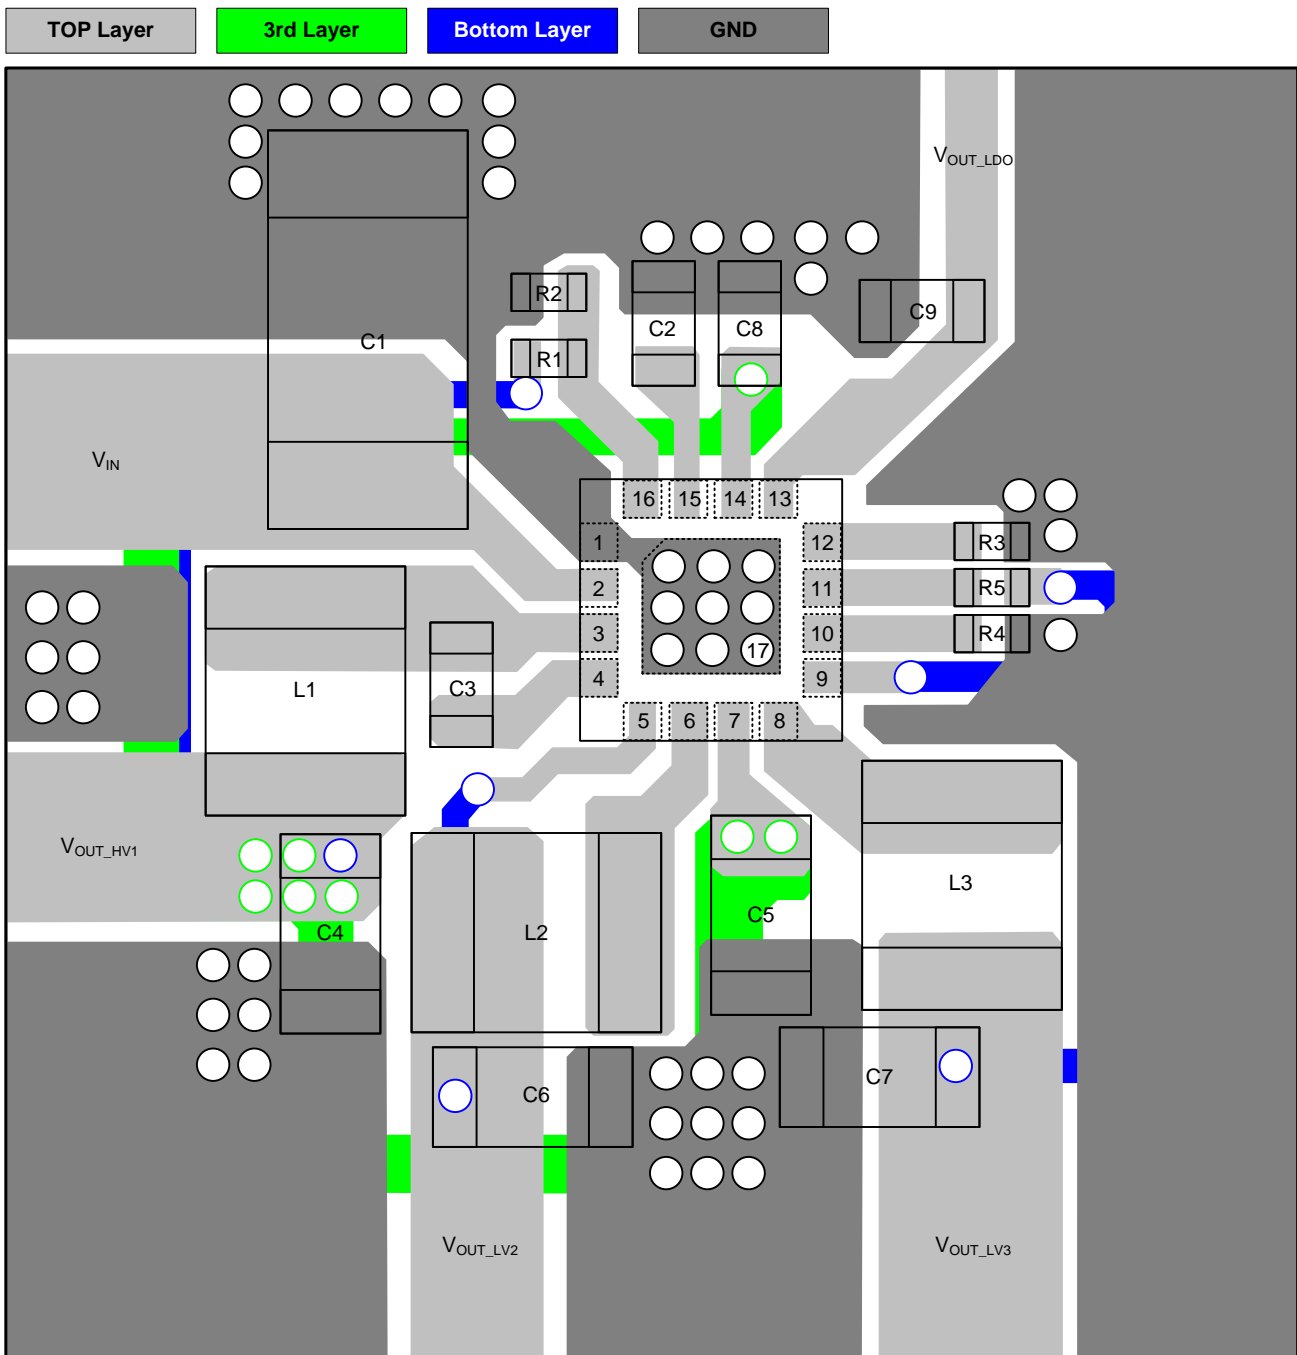 TOP Layer 3rd Layer Bottom Layer GND
VOUT_LDO
R2
C9
C2 C8
C1
R1
VIN
16 15 14 13
1 12 R3
2 11 R5
3 10 R4
17
4 9
L1 C3
5 6 7 8
VOUT_HV1
L3
C5
C4 L2
C7
C6
VOUT_LV2 VOUT_LV3